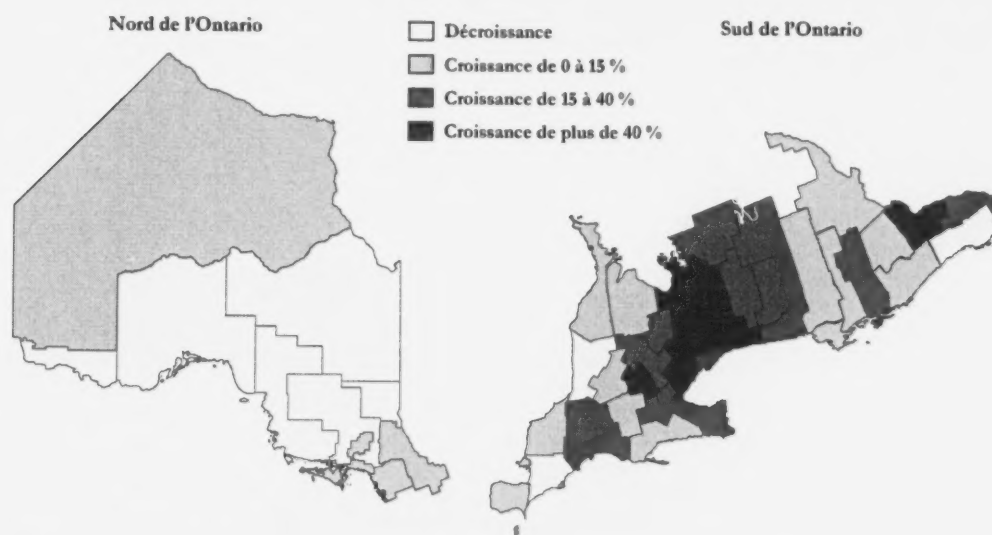 Nord de l'Ontario
Décroissance
Croissance de 0 à 15 %
Croissance de 15 à 40 %
Croissance de plus de 40 %
Sud de l'Ontario